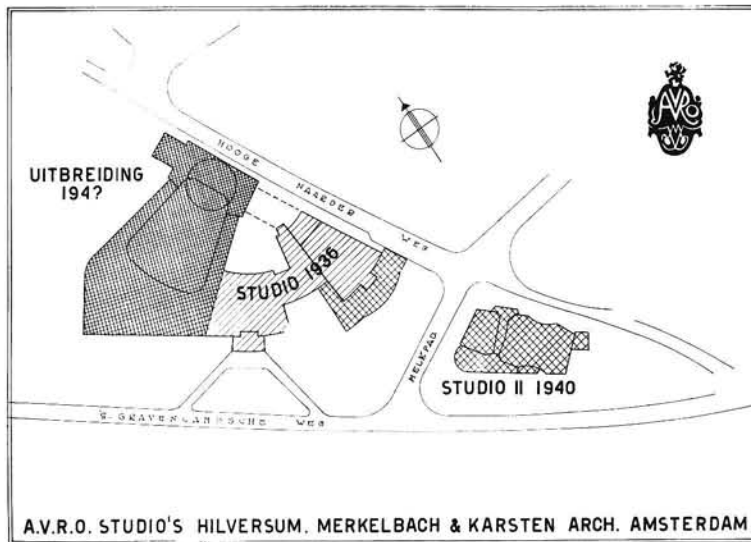 AVRO
UITBREIDING
194?
HOOGE NAARDER WEG
STUDIO 1936
MELKPAD
STUDIO II 1940
'S GRAVENLANDSCHE WEG
A.V.R.O. STUDIO'S HILVERSUM. MERKELBACH & KARSTEN ARCH. AMSTERDAM